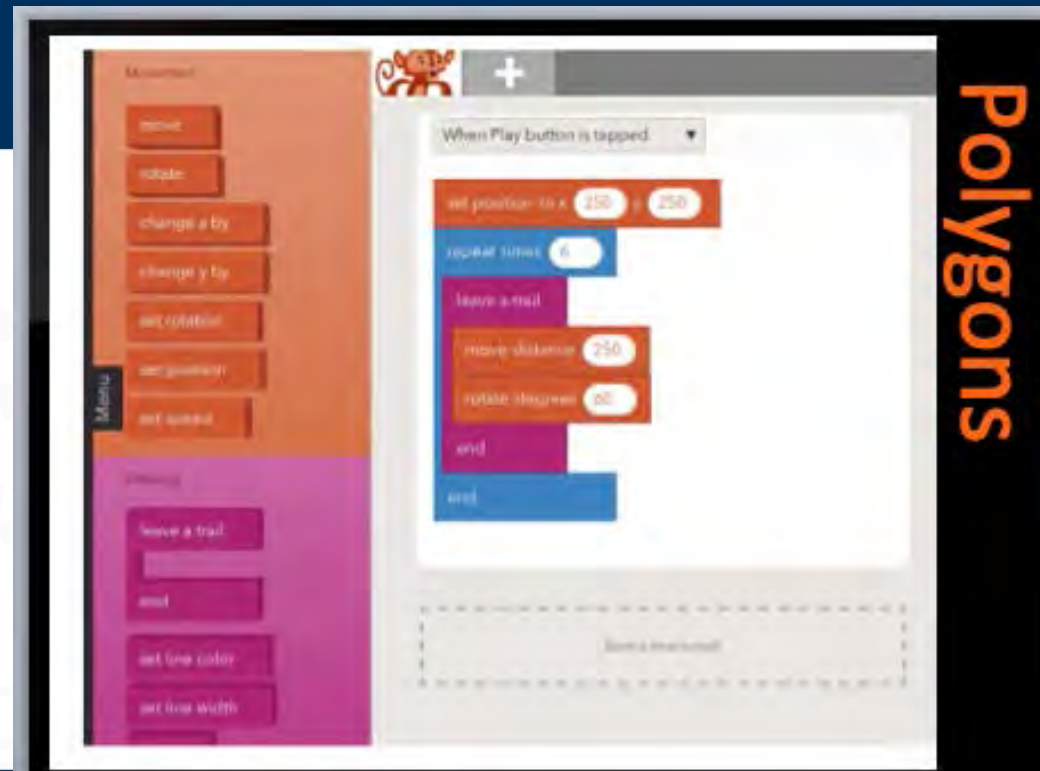 Polygons
Menu
Movement
move
rotate
change x by
change y by
set rotation
set position
set speed
leave a trail
end
set line color
set line width
When Play button is tapped
set position to x 250 y 250
repeat times 6
leave a trail
move distance 250
rotate degrees 60
end
end